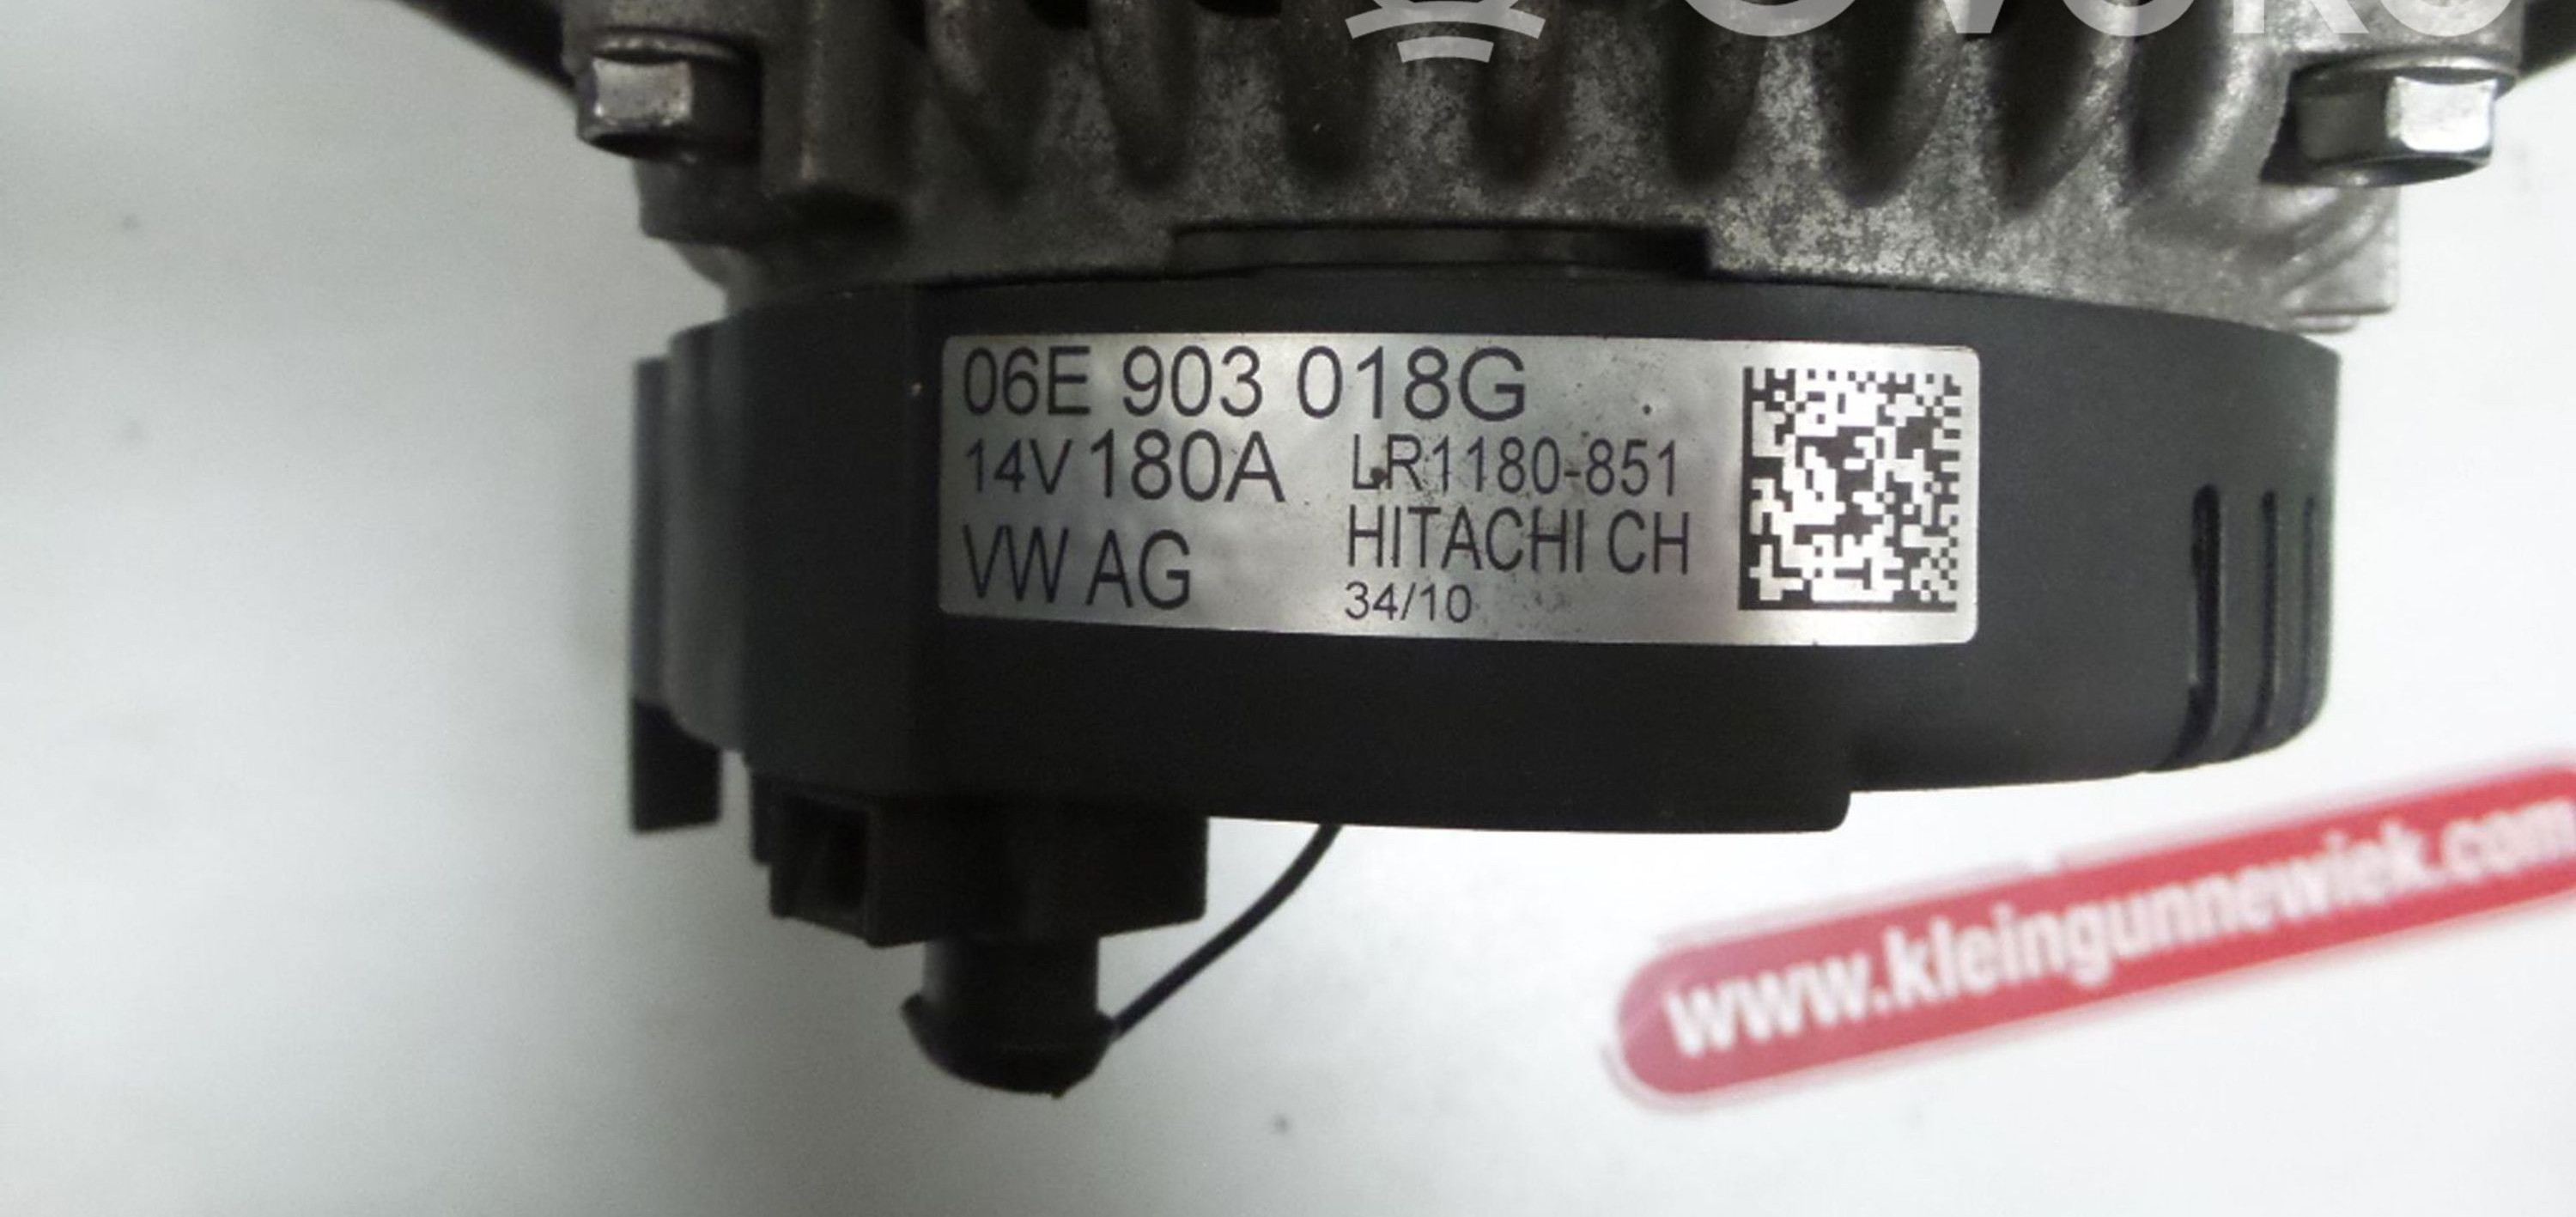 06E 903 018G
14V 180A LR1180-851
VW AG HITACHI CH
34/10
www.kleingunnewiek.com